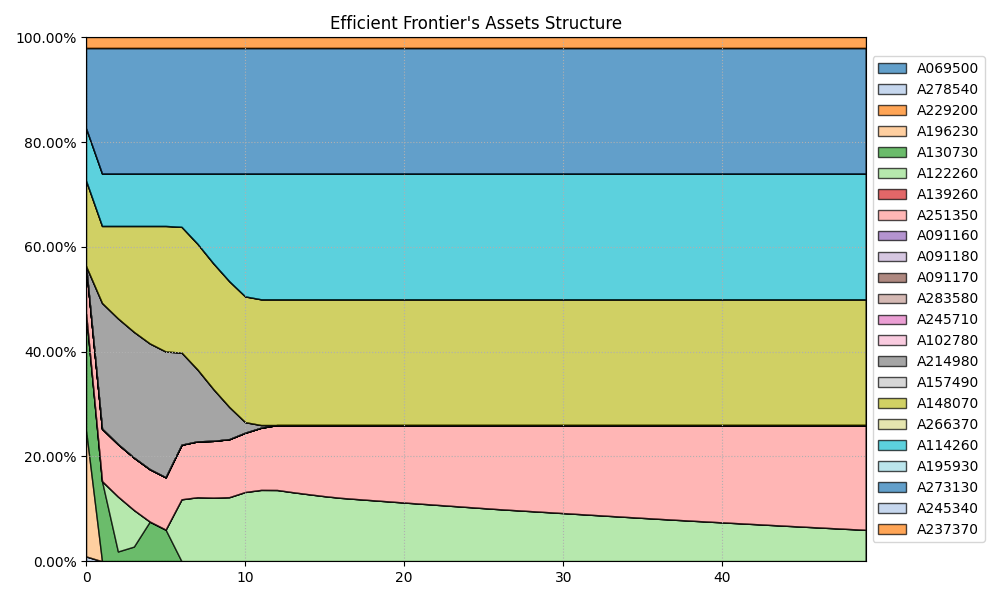 Efficient Frontier's Assets Structure
100.00%
80.00%
60.00%
40.00%
20.00%
0.00%
0
10
20
30
40
A069500
A278540
A229200
A196230
A130730
A122260
A139260
A251350
A091160
A091180
A091170
A283580
A245710
A102780
A214980
A157490
A148070
A266370
A114260
A195930
A273130
A245340
A237370